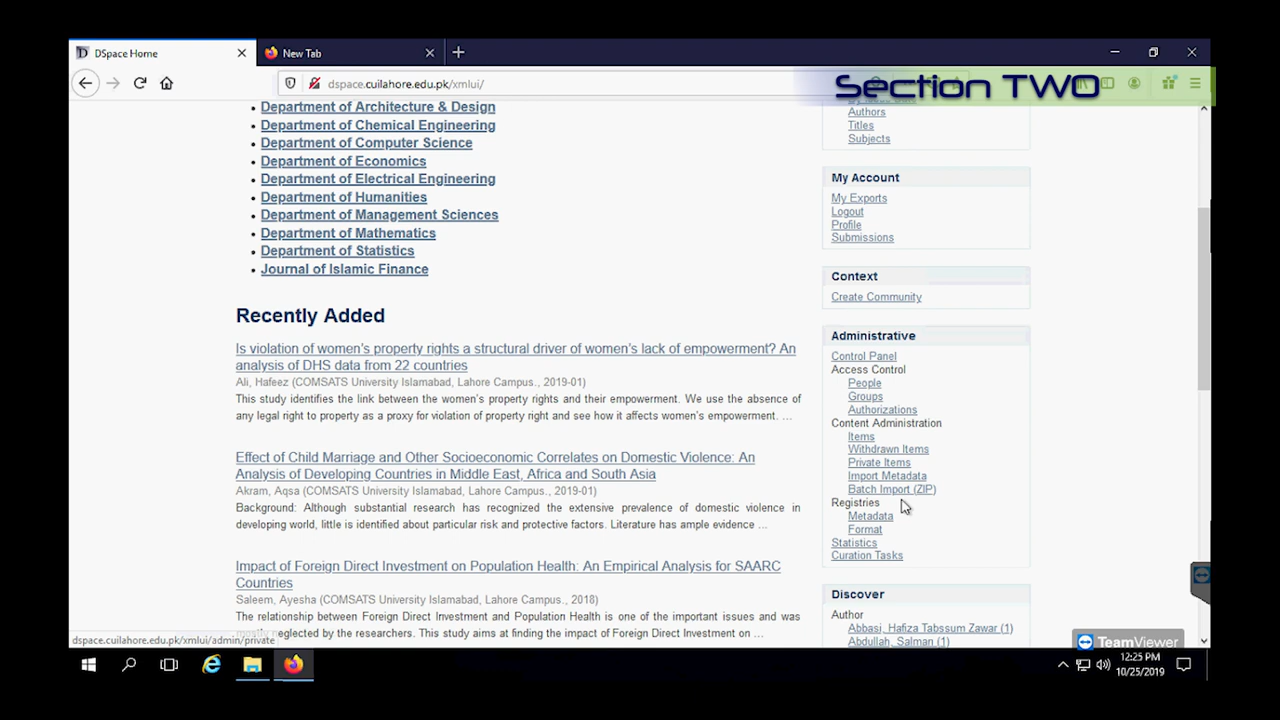 DSpace Home
New Tab
dspace.cuilahore.edu.pk/xmlui/
Section TWO
Department of Architecture & Design
Department of Chemical Engineering
Department of Computer Science
Department of Economics
Department of Electrical Engineering
Department of Humanities
Department of Management Sciences
Department of Mathematics
Department of Statistics
Journal of Islamic Finance
Recently Added
Is violation of women's property rights a structural driver of women's lack of empowerment? An
analysis of DHS data from 22 countries
Ali, Hafeez (COMSATS University Islamabad, Lahore Campus., 2019-01)
This study identifies the link between the women's property rights and their empowerment. We use the absence of
any legal right to property as a proxy for violation of property right and see how it affects women's empowerment. ...
Effect of Child Marriage and Other Socioeconomic Correlates on Domestic Violence: An
Analysis of Developing Countries in Middle East, Africa and South Asia
Akram, Aqsa (COMSATS University Islamabad, Lahore Campus., 2019-01)
Background: Although substantial research has recognized the extensive prevalence of domestic violence in
developing world, little is identified about particular risk and protective factors. Literature has ample evidence ...
Impact of Foreign Direct Investment on Population Health: An Empirical Analysis for SAARC
Countries
Saleem, Ayesha (COMSATS University Islamabad, Lahore Campus, 2018)
The relationship between Foreign Direct Investment and Population Health is one of the important issues and was
mostly neglected by the researchers. This study aims at finding the impact of Foreign Direct Investment on ...
dspace.cuilahore.edu.pk/xmlui/admin/private
Authors
Titles
Subjects
My Account
My Exports
Logout
Profile
Submissions
Context
Create Community
Administrative
Control Panel
Access Control
People
Groups
Authorizations
Content Administration
Items
Withdrawn Items
Private Items
Import Metadata
Batch Import (ZIP)
Registries
Metadata
Format
Statistics
Curation Tasks
Discover
Author
Abbasi, Hafiza Tabssum Zawar (1)
Abdullah, Salman (1)
TeamViewer
12:25 PM
10/25/2019